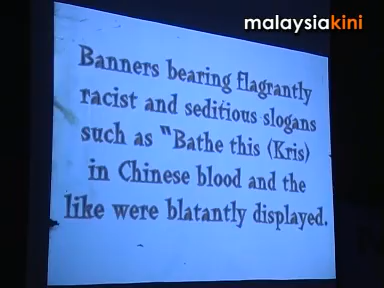 malaysiakini
Banners bearing flagrantly
racist and seditious slogans
such as "Bathe this (Kris)
in Chinese blood and the
like were blatantly displayed.